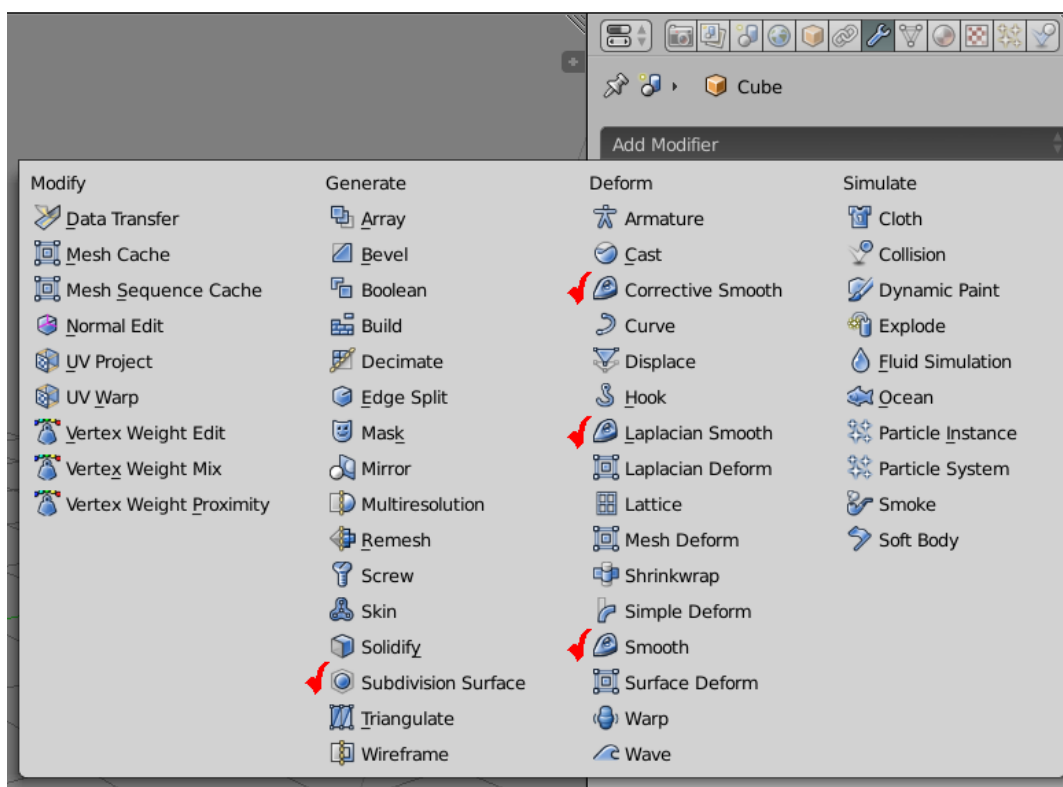 Cube
Add Modifier
Modify
Data Transfer
Mesh Cache
Mesh Sequence Cache
Normal Edit
UV Project
UV Warp
Vertex Weight Edit
Vertex Weight Mix
Vertex Weight Proximity
Generate
Array
Bevel
Boolean
Build
Decimate
Edge Split
Mask
Mirror
Multiresolution
Remesh
Screw
Skin
Solidify
Subdivision Surface
Triangulate
Wireframe
Deform
Armature
Cast
Corrective Smooth
Curve
Displace
Hook
Laplacian Smooth
Laplacian Deform
Lattice
Mesh Deform
Shrinkwrap
Simple Deform
Smooth
Surface Deform
Warp
Wave
Simulate
Cloth
Collision
Dynamic Paint
Explode
Fluid Simulation
Ocean
Particle Instance
Particle System
Smoke
Soft Body